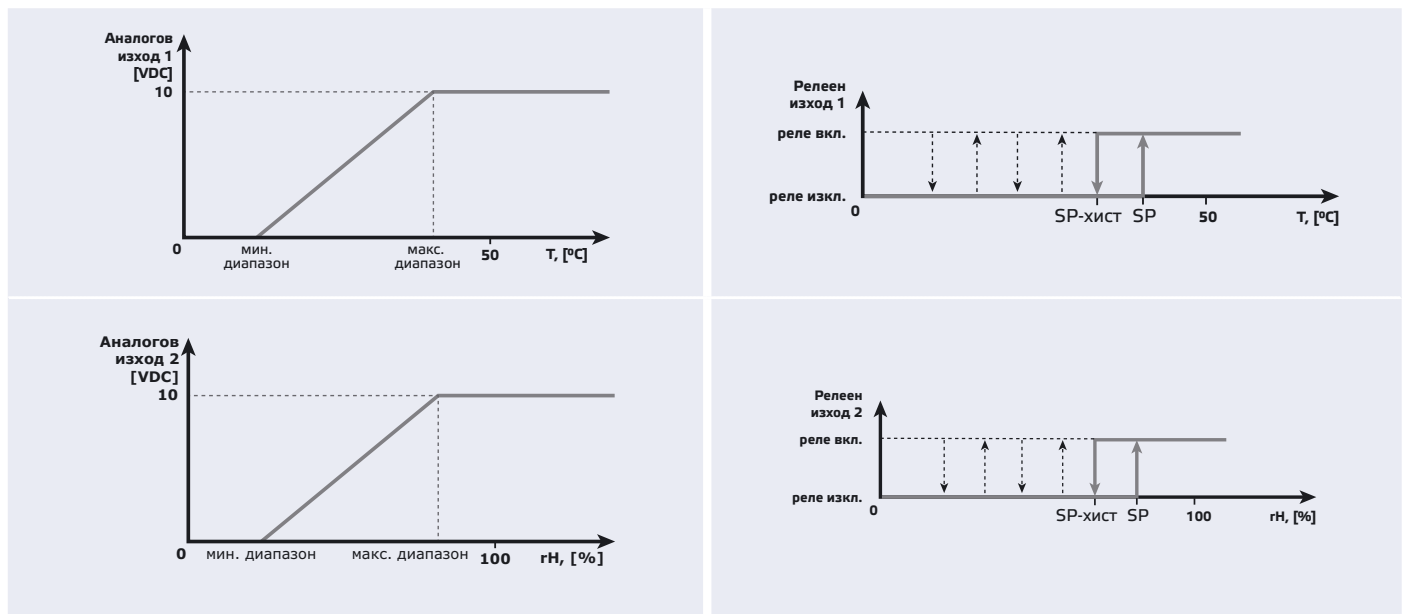 Аналогов
изход 1
[VDC]
10
0
мин.
диапазон
макс.
диапазон
50
T, [ºC]
Релеен
изход 1
реле вкл.
реле изкл.
0
SP-хист
SP
50
T, [ºC]
Аналогов
изход 2
[VDC]
10
0
мин. диапазон
макс. диапазон
100
rH, [%]
Релеен
изход 2
реле вкл.
реле изкл.
0
SP-хист
SP
100
rH, [%]